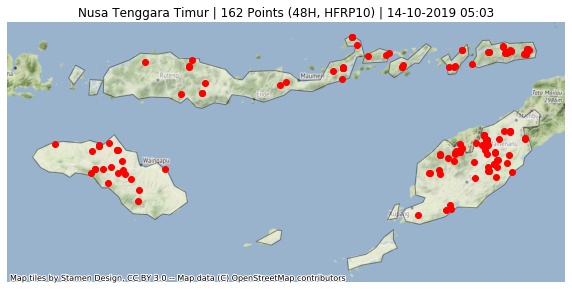 Nusa Tenggara Timur | 162 Points (48H, HFRP10) | 14-10-2019 05:03
Ruteng
Maumere
Ende
Waingapu
Kupang
Map tiles by Stamen Design, CC BY 3.0 -- Map data (C) OpenStreetMap contributors